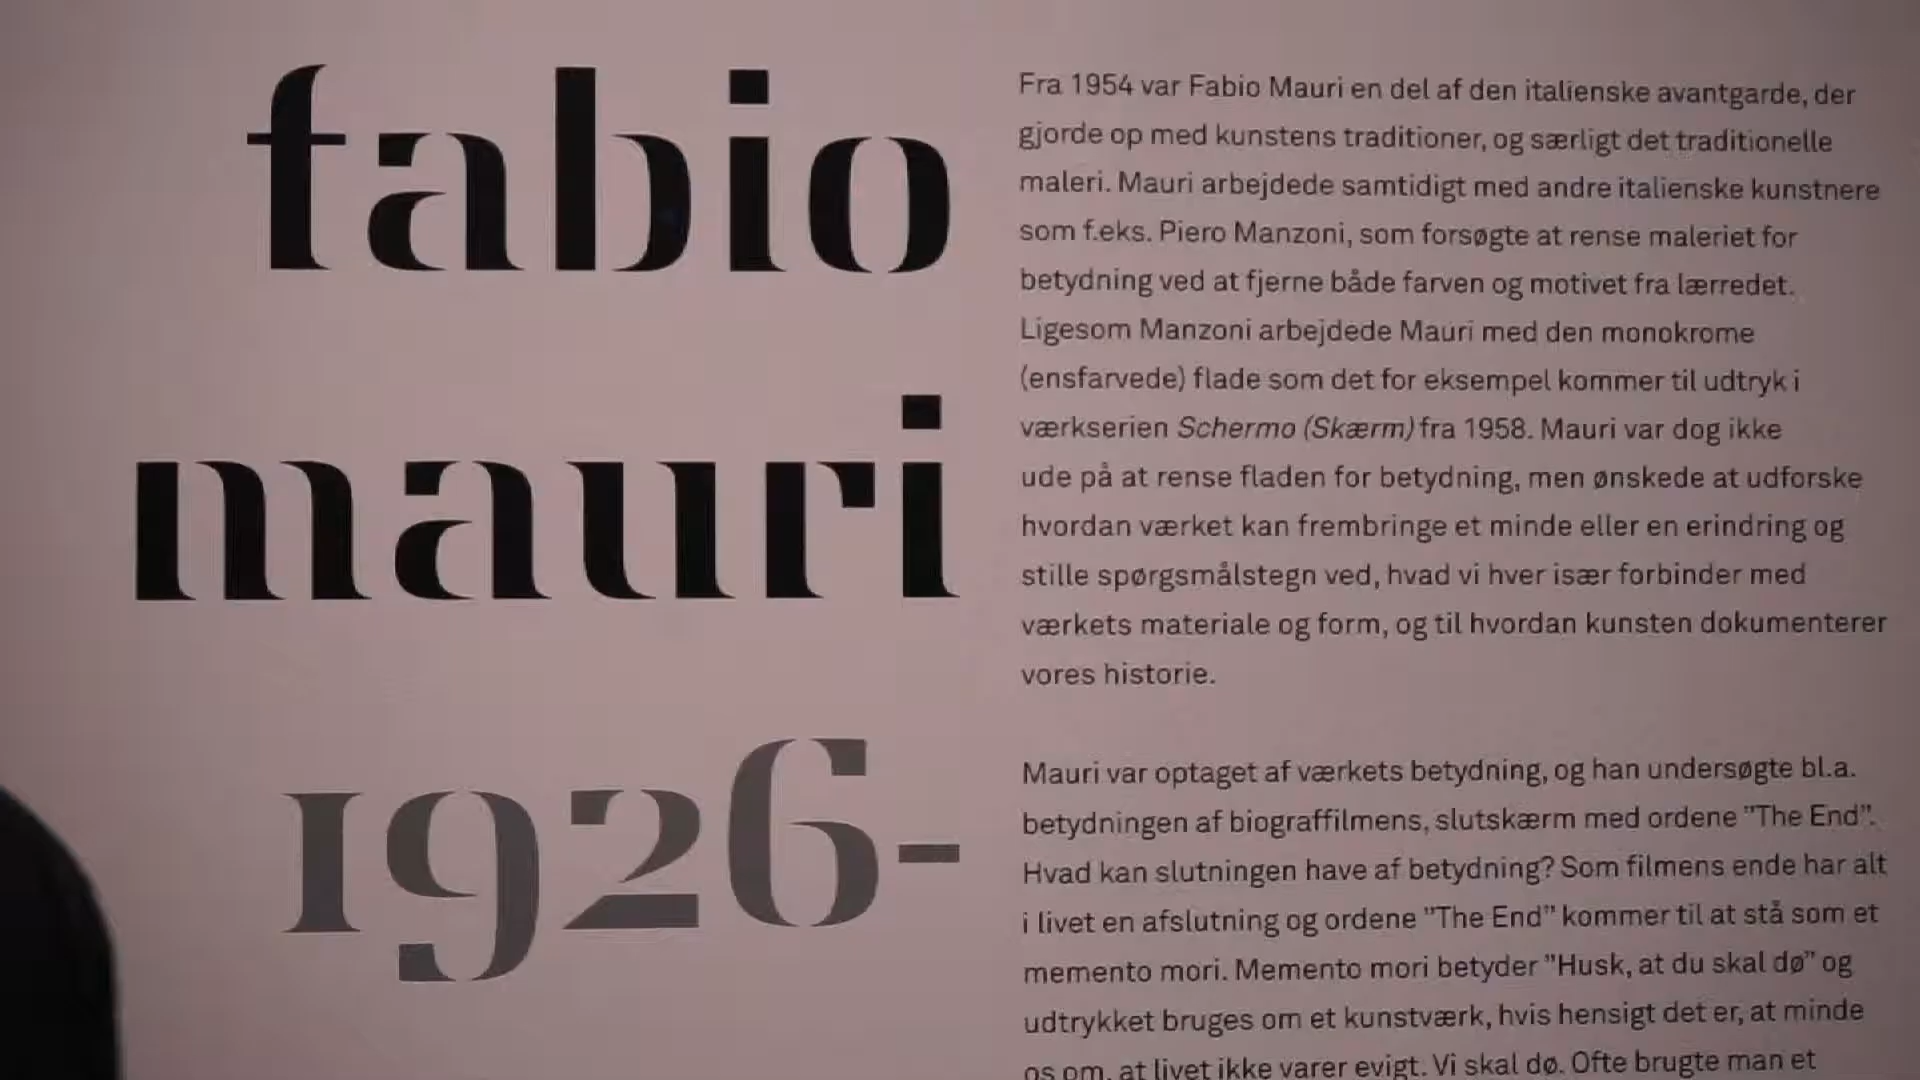 fabio
mauri
1926-
Fra 1954 var Fabio Mauri en del af den italienske avantgarde, der
gjorde op med kunstens traditioner, og særligt det traditionelle
maleri. Mauri arbejdede samtidigt med andre italienske kunstnere
som f.eks. Piero Manzoni, som forsøgte at rense maleriet for
betydning ved at fjerne både farven og motivet fra lærredet.
Ligesom Manzoni arbejdede Mauri med den monokrome
(ensfarvede) flade som det for eksempel kommer til udtryk i
værkserien Schermo (Skærm) fra 1958. Mauri var dog ikke
ude på at rense fladen for betydning, men ønskede at udforske
hvordan værket kan frembringe et minde eller en erindring og
stille spørgsmålstegn ved, hvad vi hver især forbinder med
værkets materiale og form, og til hvordan kunsten dokumenterer
vores historie.
Mauri var optaget af værkets betydning, og han undersøgte bl.a.
betydningen af biograffilmens, slutskærm med ordene "The End".
Hvad kan slutningen have af betydning? Som filmens ende har alt
i livet en afslutning og ordene "The End" kommer til at stå som et
memento mori. Memento mori betyder "Husk, at du skal dø" og
udtrykket bruges om et kunstværk, hvis hensigt det er, at minde
os om, at livet ikke varer evigt. Vi skal dø. Ofte brugte man et